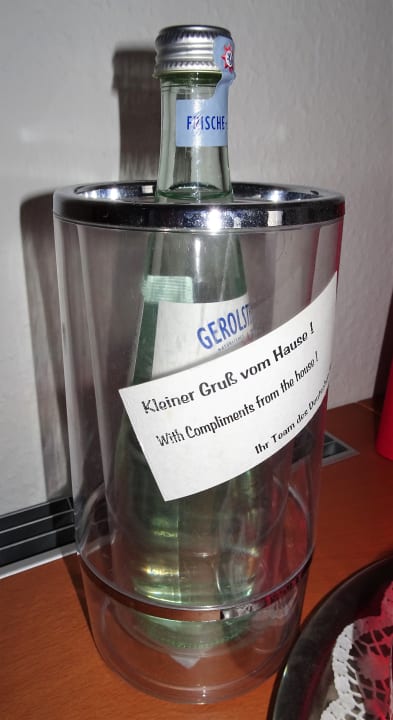 FRISCHE-
GEROLST
Kleiner Gruß vom Hause !
With Compliments from the house !
Ihr Team des